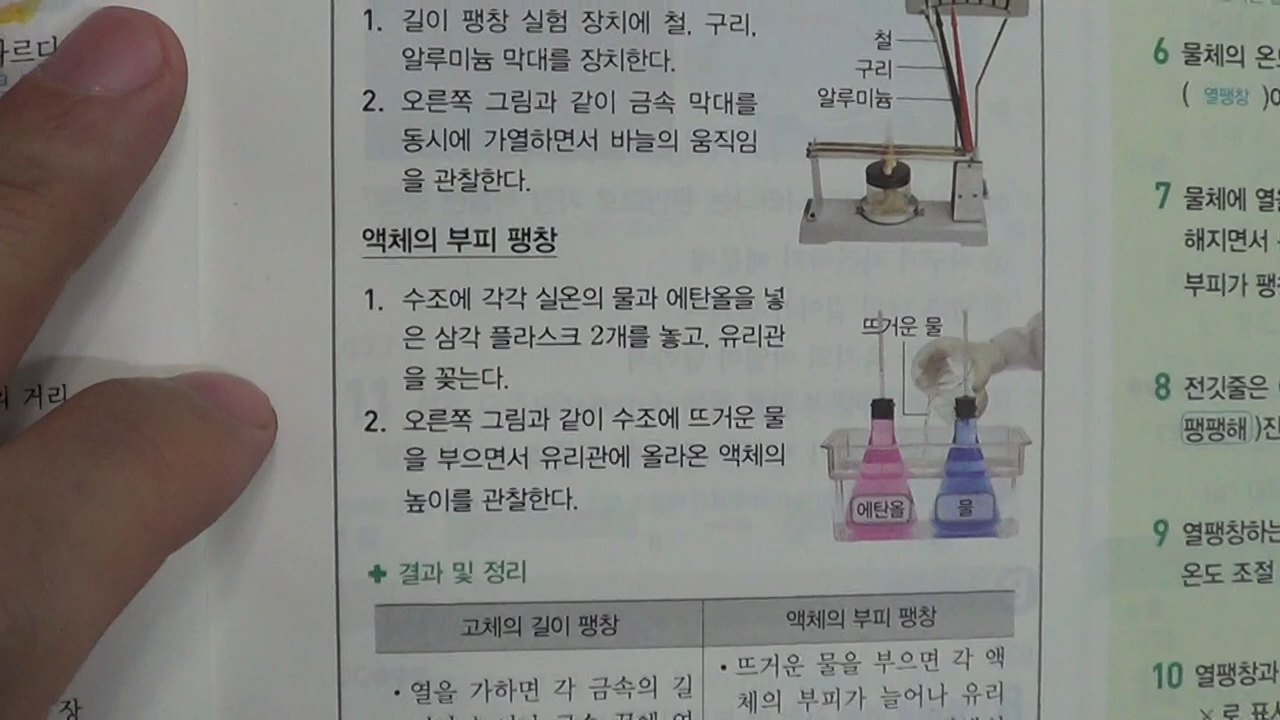 의 거리
장
1. 길이 팽창 실험 장치에 철, 구리,
알루미늄 막대를 장치한다.
2. 오른쪽 그림과 같이 금속 막대를
동시에 가열하면서 바늘의 움직임
을 관찰한다.
철
구리
알루미늄
액체의 부피 팽창
1. 수조에 각각 실온의 물과 에탄올을 넣
은 삼각 플라스크 2개를 놓고, 유리관
을 꽂는다.
2. 오른쪽 그림과 같이 수조에 뜨거운 물
을 부으면서 유리관에 올라온 액체의
높이를 관찰한다.
뜨거운 물
에탄올
물
+ 결과 및 정리
고체의 길이 팽창
액체의 부피 팽창
• 열을 가하면 각 금속의 길
• 뜨거운 물을 부으면 각 액
체의 부피가 늘어나 유리
6 물체의
( 열팽창 )
7 물체에
해지면서
부피가
8 전깃줄은
팽팽해 )진
9 열팽창하는
온도 조절
10 열팽창과
× 로